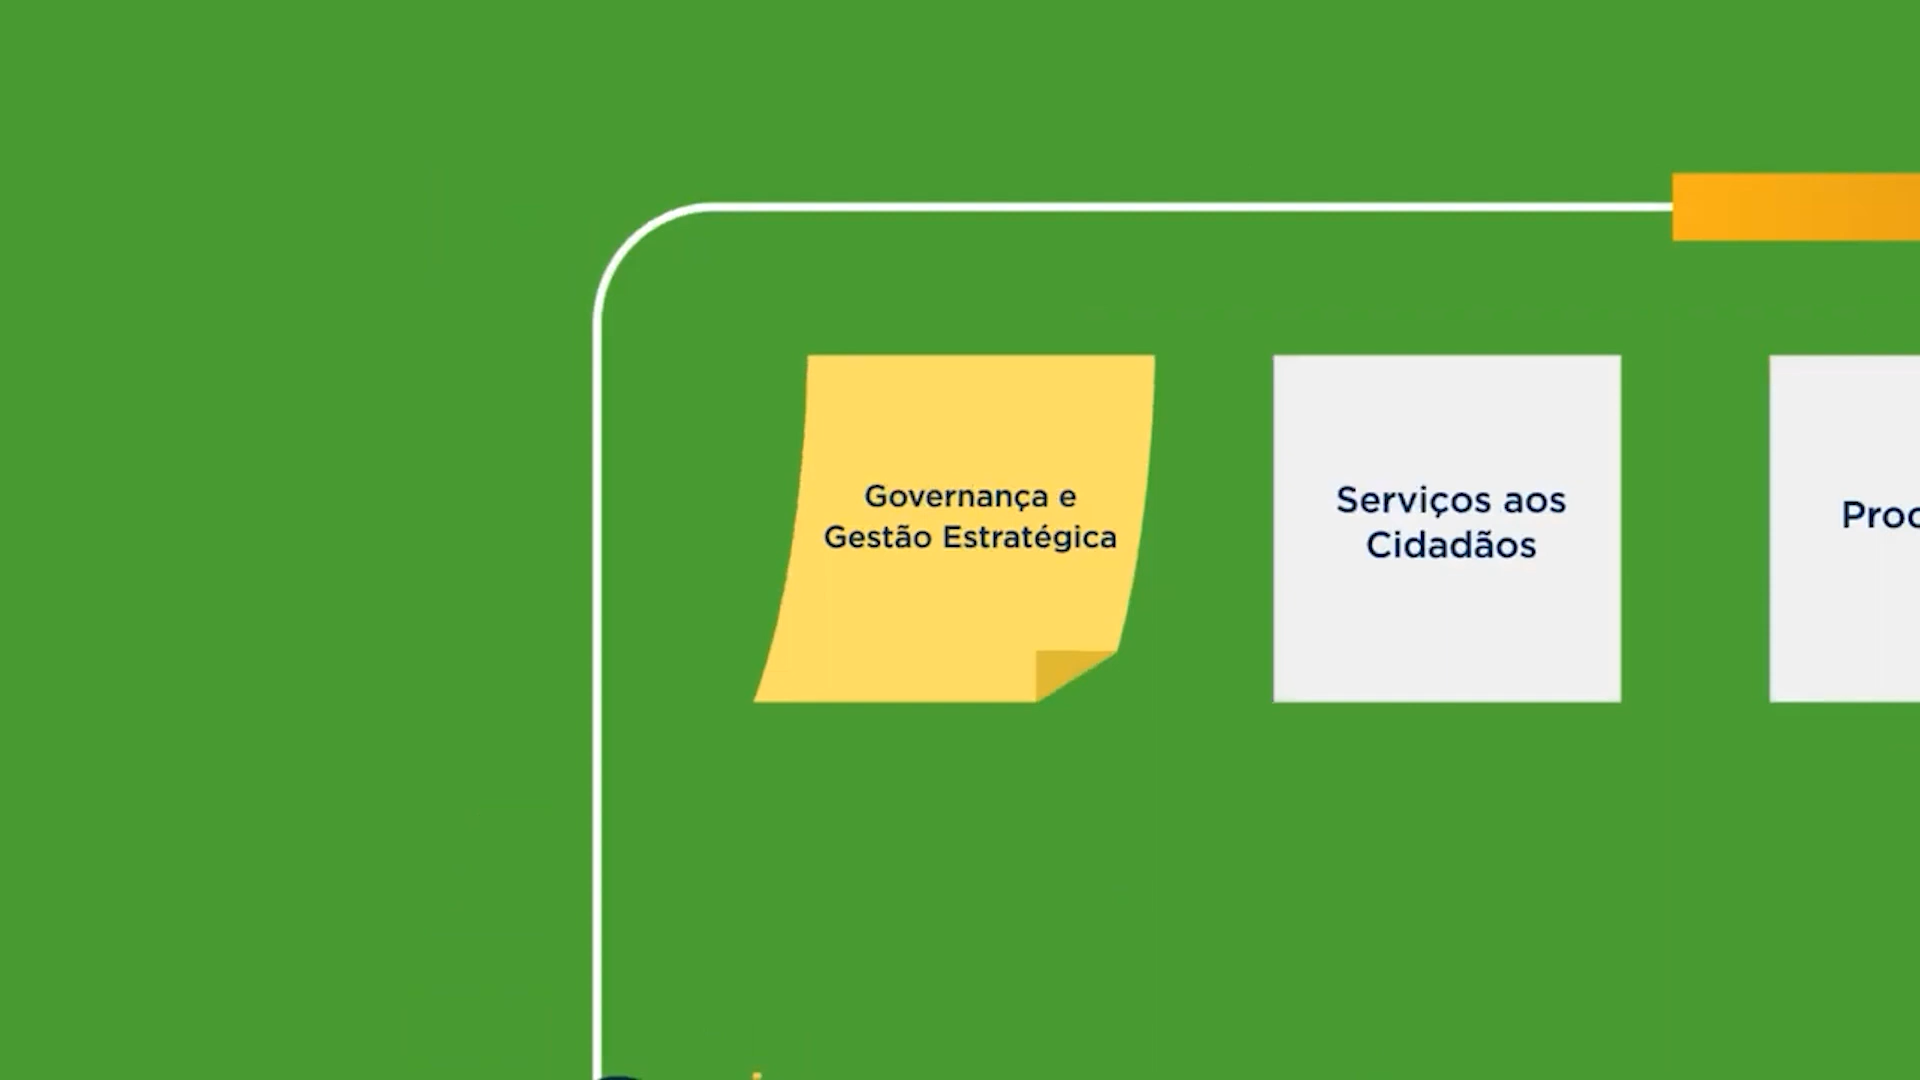 Governança e
Gestão Estratégica
Serviços aos
Cidadãos